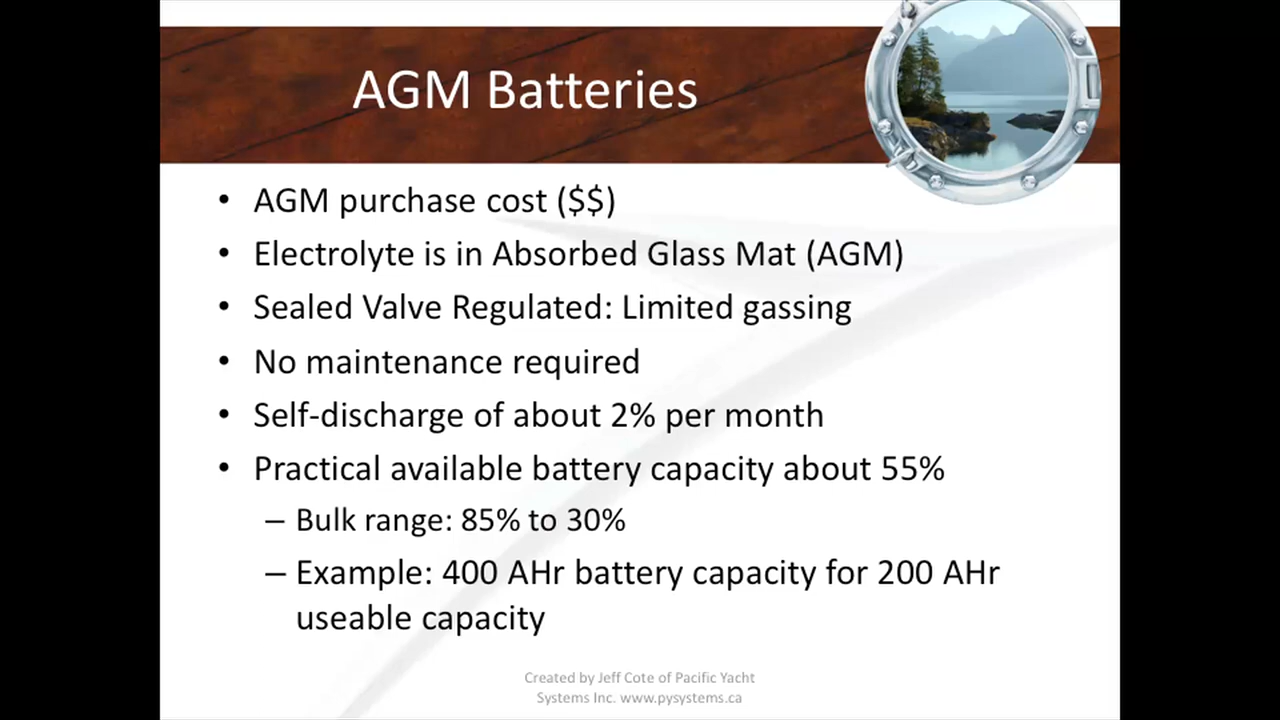 AGM Batteries
• AGM purchase cost ($$)
• Electrolyte is in Absorbed Glass Mat (AGM)
• Sealed Valve Regulated: Limited gassing
• No maintenance required
• Self-discharge of about 2% per month
• Practical available battery capacity about 55%
– Bulk range: 85% to 30%
– Example: 400 AHr battery capacity for 200 AHr
useable capacity
Created by Jeff Cote of Pacific Yacht
Systems Inc. www.pysystems.ca